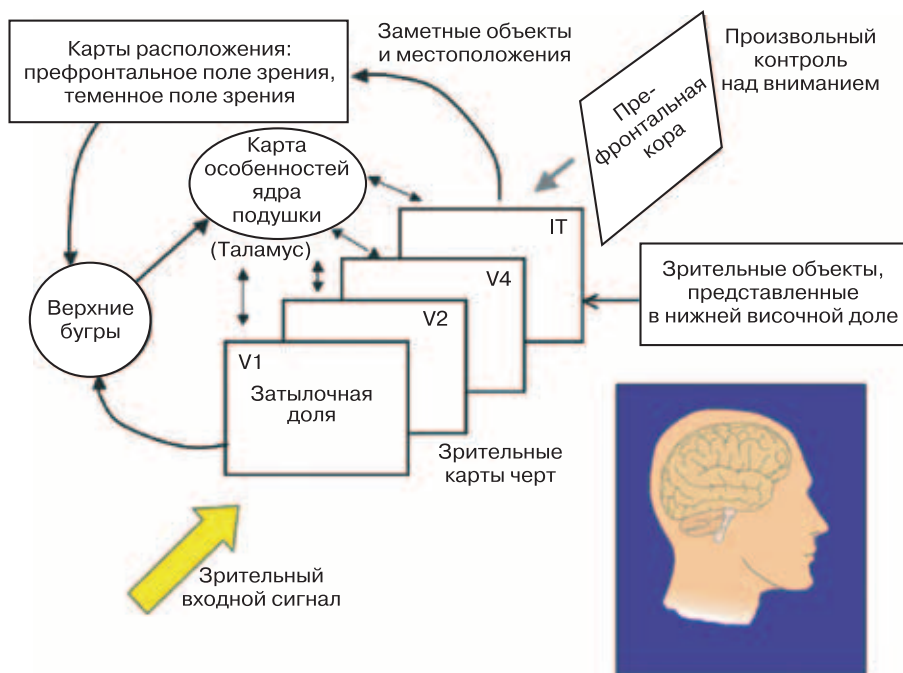 Карты расположения:
префронтальное поле зрения,
теменное поле зрения
Заметные объекты
и местоположения
Произвольный
контроль
над вниманием
Пре-
фронтальная
кора
Карта
особенностей
ядра
подушки
(Таламус)
Верхние
бугры
IT
V4
V2
V1
Затылочная
доля
Зрительные объекты,
представленные
в нижней височной доле
Зрительные
карты черт
Зрительный
входной сигнал